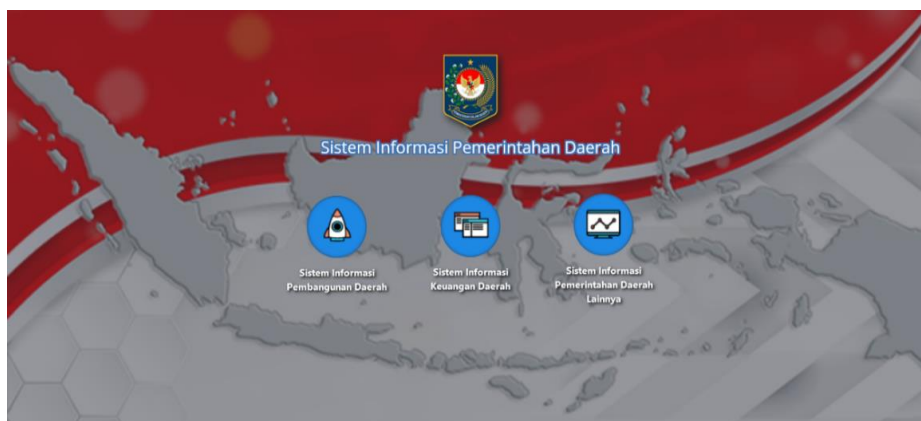 Sistem Informasi Pemerintahan Daerah
Sistem Informasi
Pembangunan Daerah
Sistem Informasi
Keuangan Daerah
Sistem Informasi
Pemerintahan Daerah
Lainnya